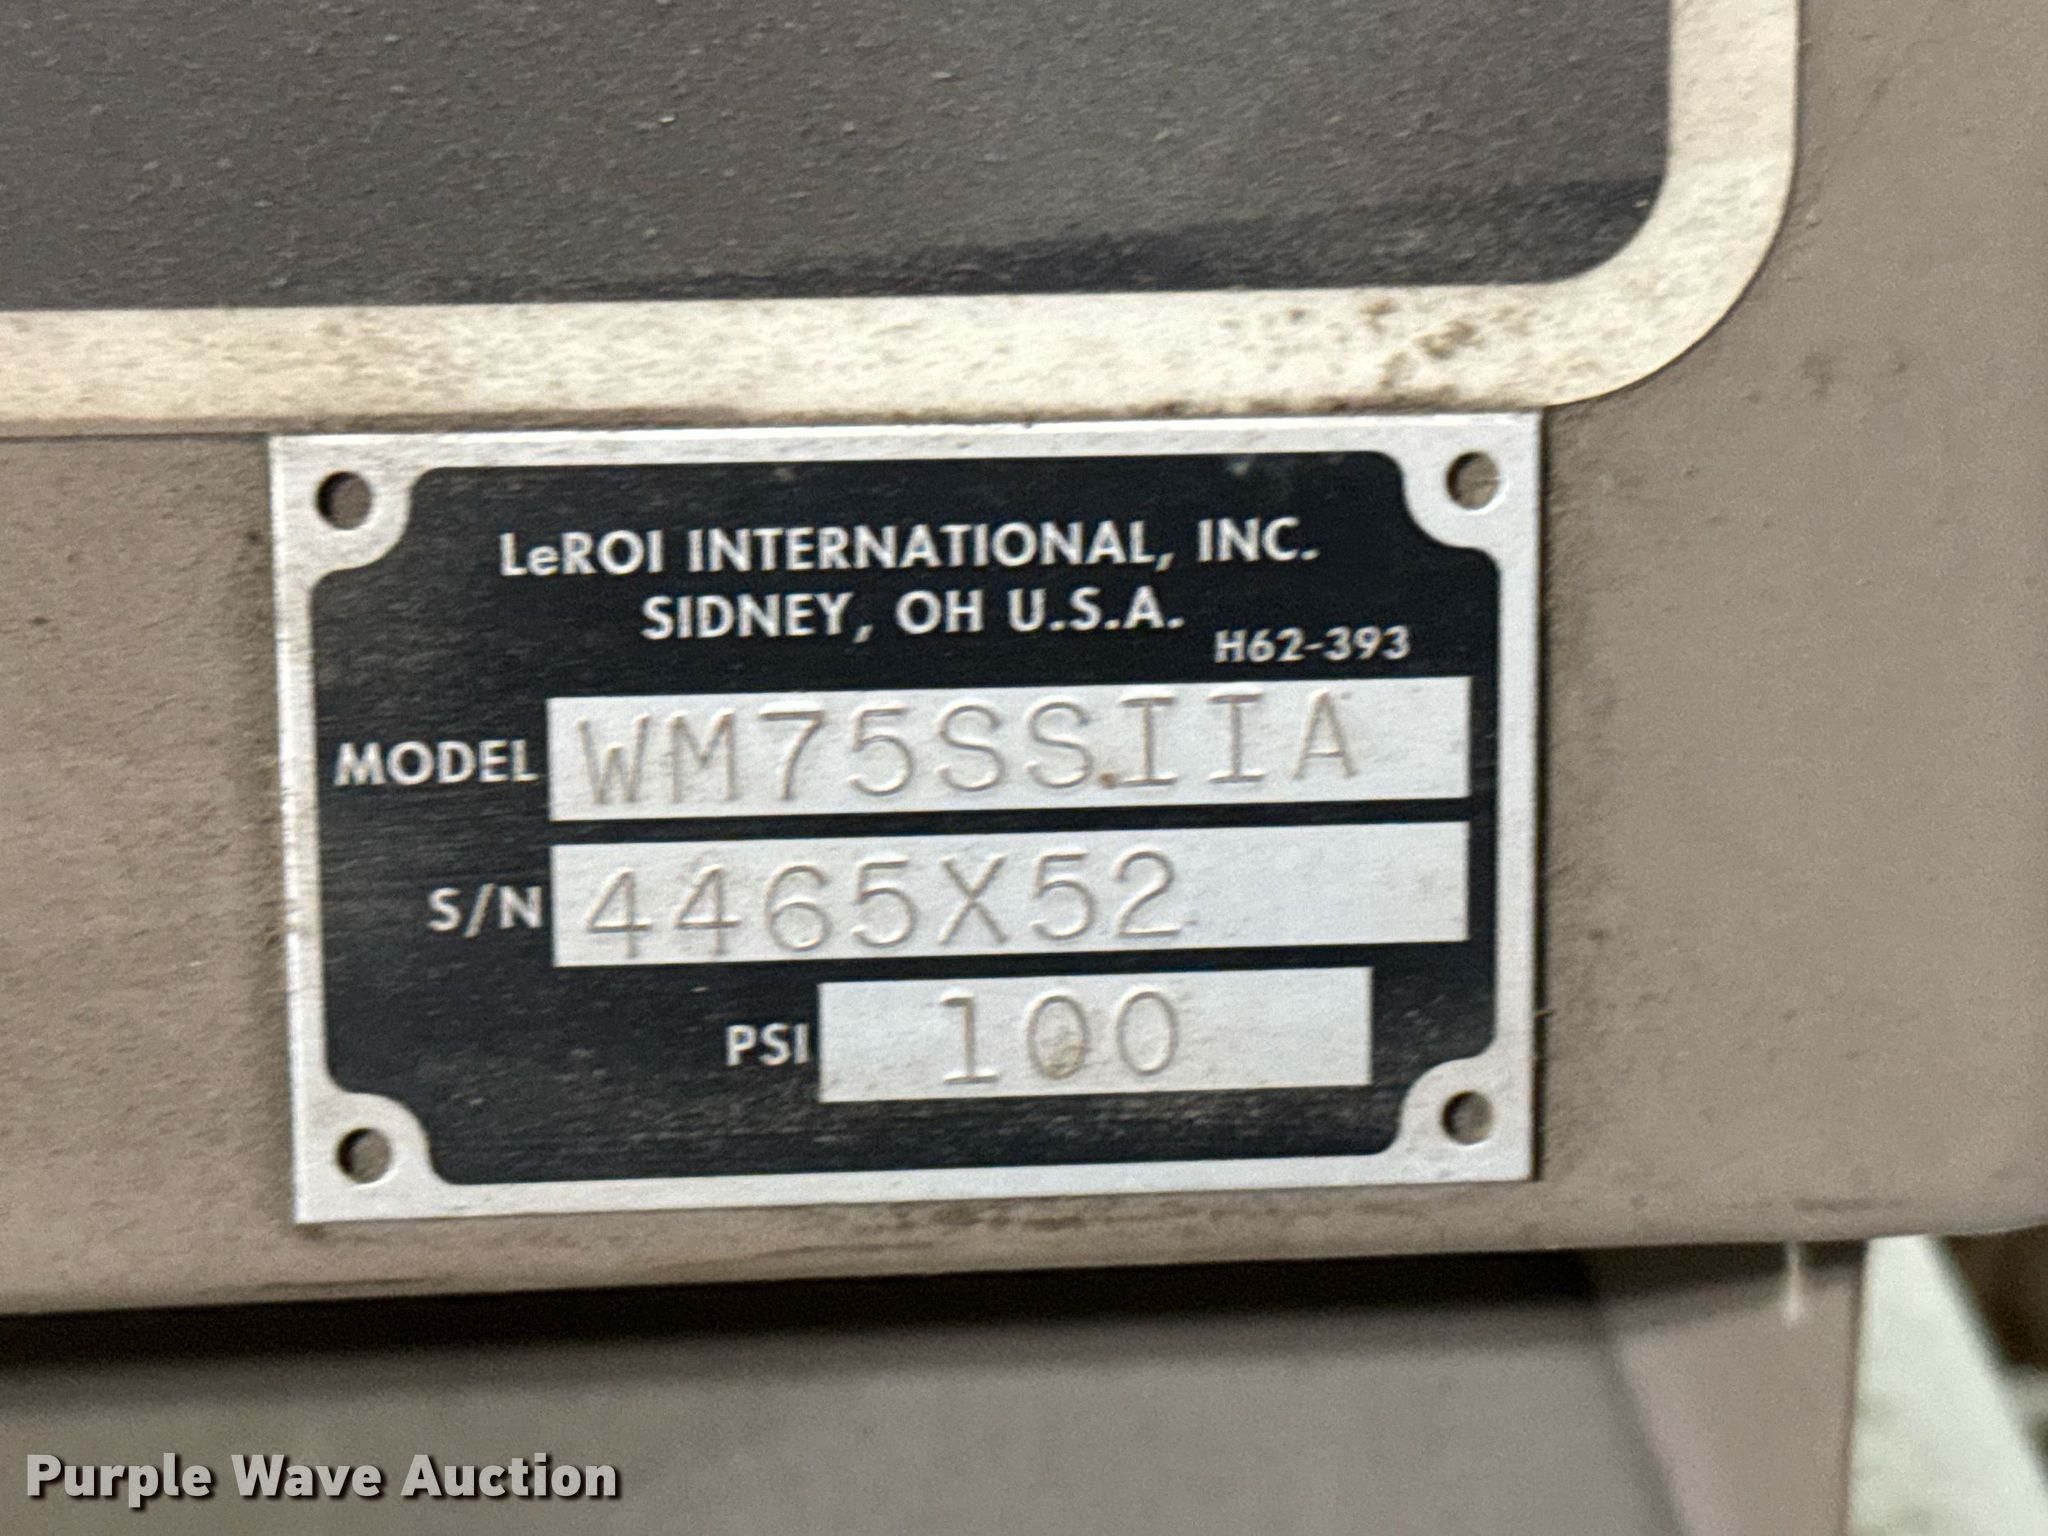 LeROI INTERNATIONAL, INC.
SIDNEY, OH U.S.A.
H62-393
MODEL WM75SSIIA
S/N 4465X52
PSI 100
Purple Wave Auction